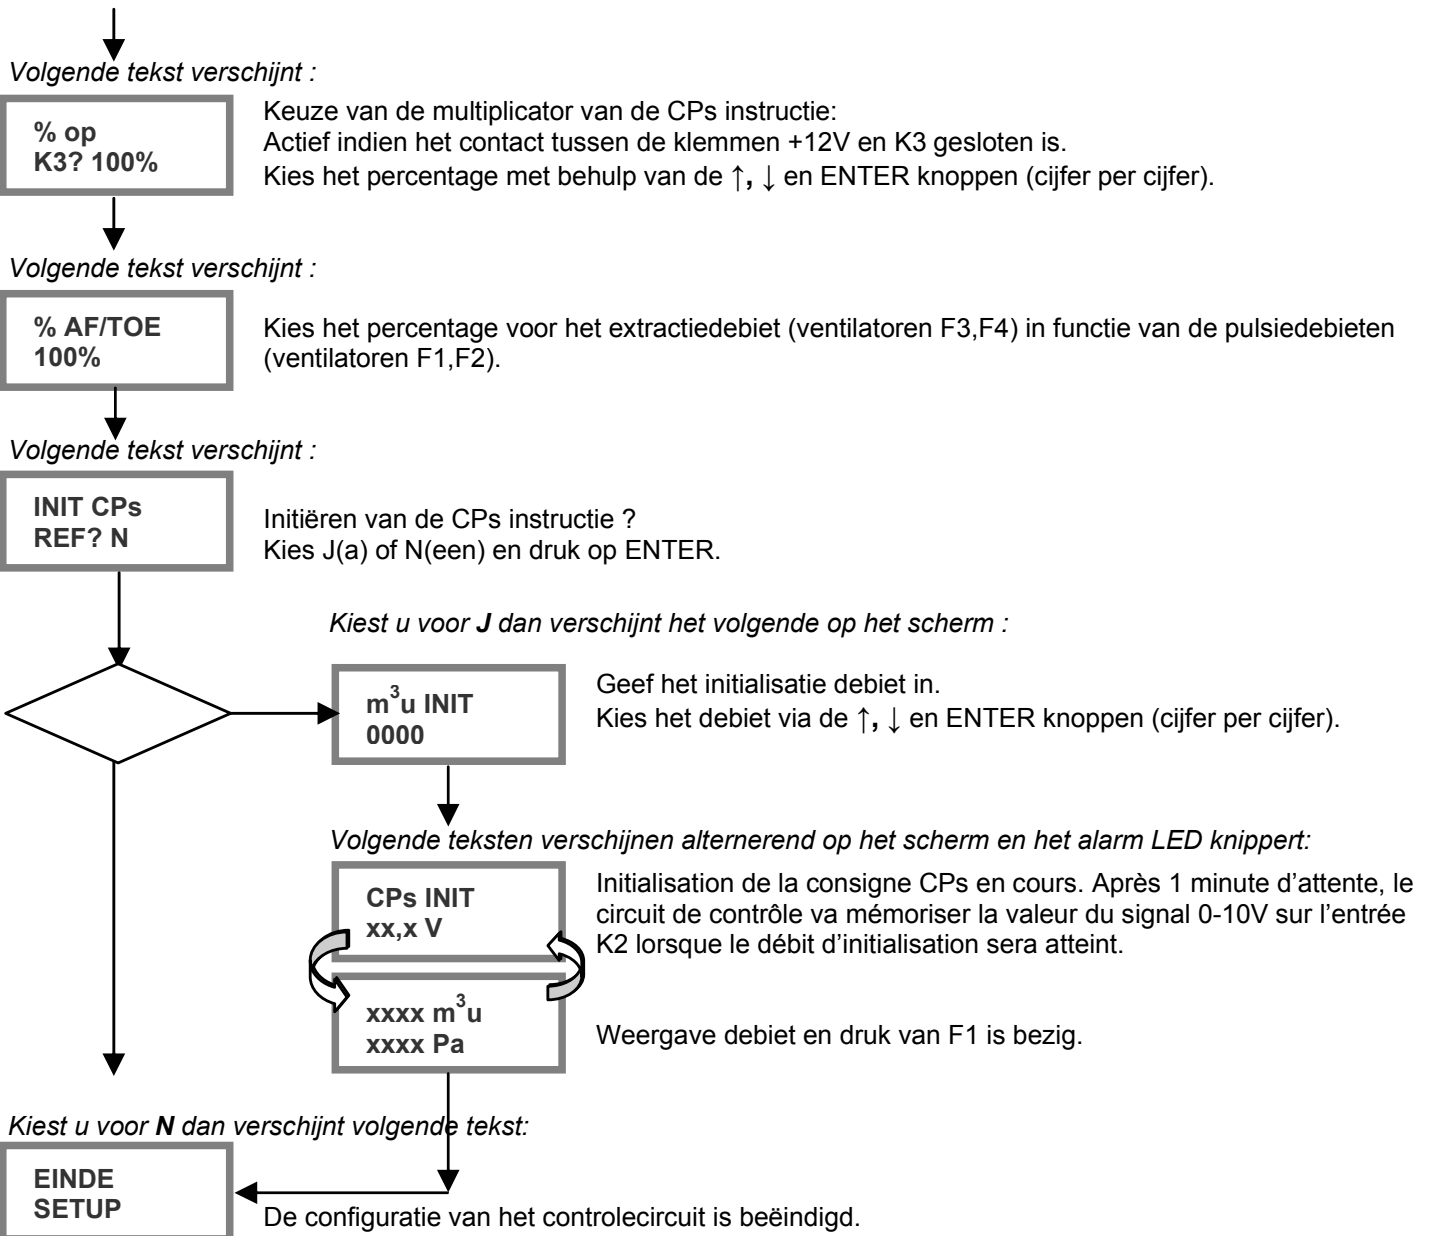 Volgende tekst verschijnt :
% op
K3? 100%
Keuze van de multiplicator van de CPs instructie:
Actief indien het contact tussen de klemmen +12V en K3 gesloten is.
Kies het percentage met behulp van de ↑, ↓ en ENTER knoppen (cijfer per cijfer).
Volgende tekst verschijnt :
% AF/TOE
100%
Kies het percentage voor het extractiedebiet (ventilatoren F3,F4) in functie van de pulsiedebieten
(ventilatoren F1,F2).
Volgende tekst verschijnt :
INIT CPs
REF? N
Initiëren van de CPs instructie ?
Kies J(a) of N(een) en druk op ENTER.
Kiest u voor J dan verschijnt het volgende op het scherm :
m³u INIT
0000
Geef het initialisatie debiet in.
Kies het debiet via de ↑, ↓ en ENTER knoppen (cijfer per cijfer).
Volgende teksten verschijnen alternerend op het scherm en het alarm LED knippert:
CPs INIT
xx,x V
Initialisation de la consigne CPs en cours. Après 1 minute d'attente, le
circuit de contrôle va mémoriser la valeur du signal 0-10V sur l'entrée
K2 lorsque le débit d'initialisation sera atteint.
xxxx m³u
xxxx Pa
Weergave debiet en druk van F1 is bezig.
Kiest u voor N dan verschijnt volgende tekst:
EINDE
SETUP
De configuratie van het controlecircuit is beëindigd.